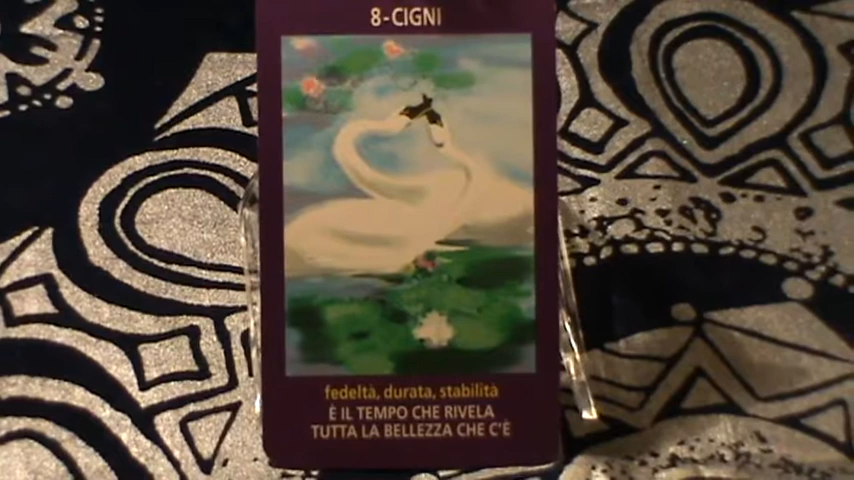 8-CIGNI
fedeltà, durata, stabilità
È IL TEMPO CHE RIVELA
TUTTA LA BELLEZZA CHE C'È